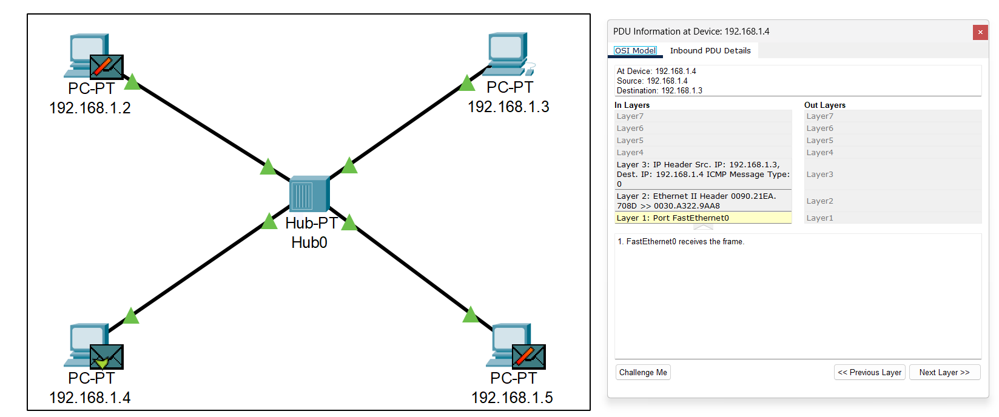 PC-PT
192.168.1.2
PC-PT
192.168.1.3
Hub-PT
Hub0
PC-PT
192.168.1.4
PC-PT
192.168.1.5
PDU Information at Device: 192.168.1.4
OSI Model
Inbound PDU Details
At Device: 192.168.1.4
Source: 192.168.1.4
Destination: 192.168.1.3
In Layers
Layer7
Layer6
Layer5
Layer4
Layer 3: IP Header Src. IP: 192.168.1.3,
Dest. IP: 192.168.1.4 ICMP Message Type:
0
Layer 2: Ethernet II Header 0090.21EA.
708D >> 0030.A322.9AA8
Layer 1: Port FastEthernet0
Out Layers
Layer7
Layer6
Layer5
Layer4
Layer3
Layer2
Layer1
1. FastEthernet0 receives the frame.
Challenge Me
<< Previous Layer
Next Layer >>